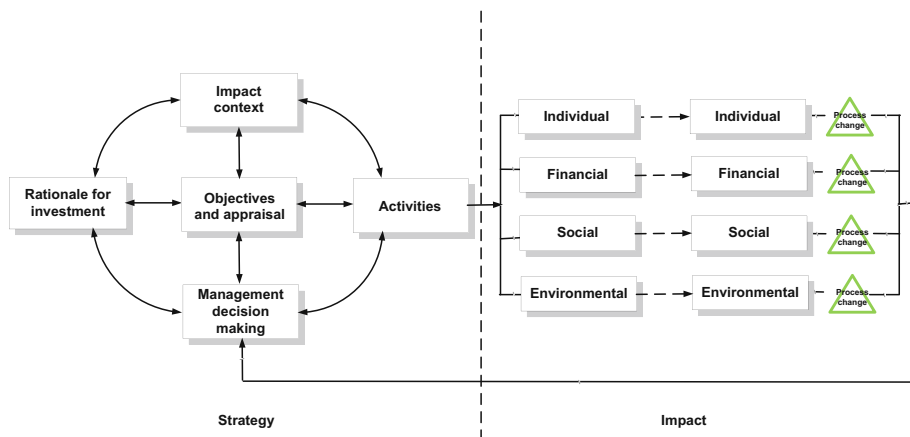 Impact
context
Rationale for
investment
Objectives
and appraisal
Activities
Management
decision
making
Strategy
Individual
Individual
Process
change
Financial
Financial
Process
change
Social
Social
Process
change
Environmental
Environmental
Process
change
Impact